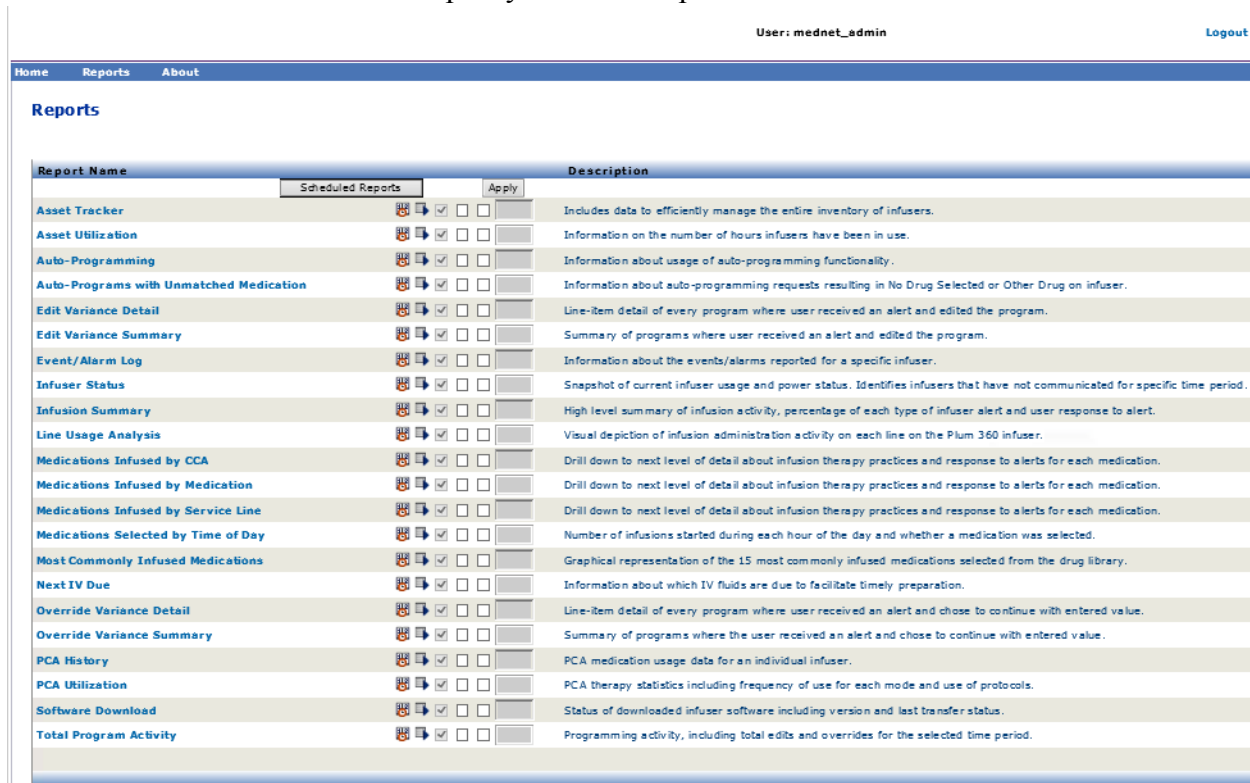 User: mednet_admin Logout
Home Reports About
Reports
Report Name Description
Scheduled Reports Apply
Asset Tracker Includes data to efficiently manage the entire inventory of infusers.
Asset Utilization Information on the number of hours infusers have been in use.
Auto-Programming Information about usage of auto-programming functionality.
Auto-Programs with Unmatched Medication Information about auto-programming requests resulting in No Drug Selected or Other Drug on infuser.
Edit Variance Detail Line-item detail of every program where user received an alert and edited the program.
Edit Variance Summary Summary of programs where user received an alert and edited the program.
Event/Alarm Log Information about the events/alarms reported for a specific infuser.
Infuser Status Snapshot of current infuser usage and power status. Identifies infusers that have not communicated for specific time period.
Infusion Summary High level summary of infusion activity, percentage of each type of infuser alert and user response to alert.
Line Usage Analysis Visual depiction of infusion administration activity on each line on the Plum 360 infuser.
Medications Infused by CCA Drill down to next level of detail about infusion therapy practices and response to alerts for each medication.
Medications Infused by Medication Drill down to next level of detail about infusion therapy practices and response to alerts for each medication.
Medications Infused by Service Line Drill down to next level of detail about infusion therapy practices and response to alerts for each medication.
Medications Selected by Time of Day Number of infusions started during each hour of the day and whether a medication was selected.
Most Commonly Infused Medications Graphical representation of the 15 most commonly infused medications selected from the drug library.
Next IV Due Information about which IV fluids are due to facilitate timely preparation.
Override Variance Detail Line-item detail of every program where user received an alert and chose to continue with entered value.
Override Variance Summary Summary of programs where the user received an alert and chose to continue with entered value.
PCA History PCA medication usage data for an individual infuser.
PCA Utilization PCA therapy statistics including frequency of use for each mode and use of protocols.
Software Download Status of downloaded infuser software including version and last transfer status.
Total Program Activity Programming activity, including total edits and overrides for the selected time period.